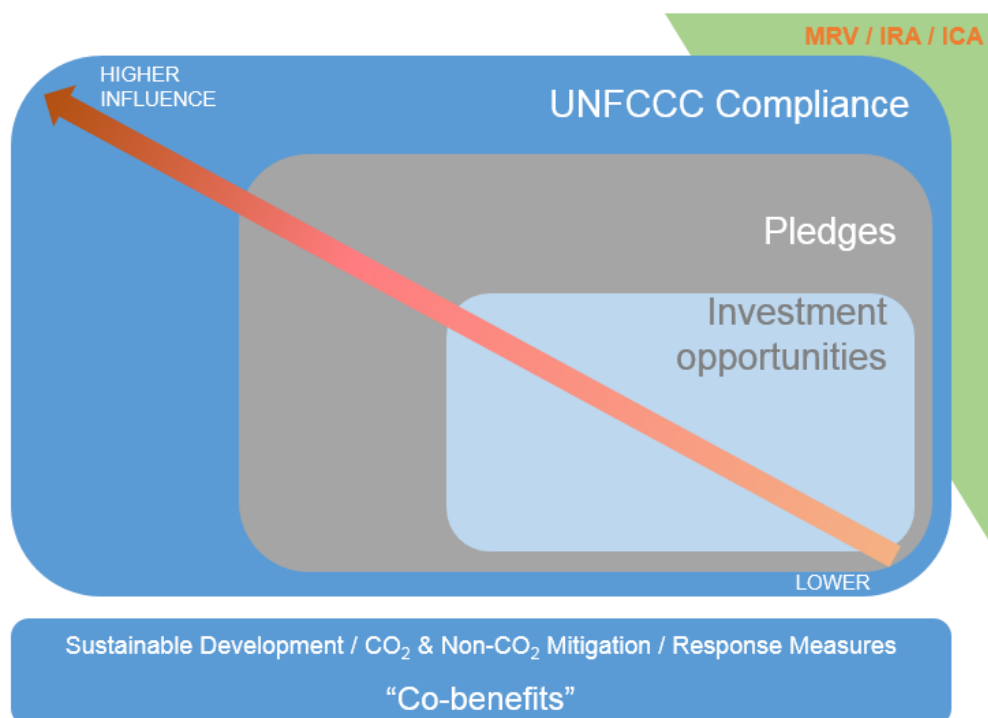 MRV / IRA / ICA
HIGHER
INFLUENCE
UNFCCC Compliance
Pledges
Investment
opportunities
LOWER
Sustainable Development / CO₂ & Non-CO₂ Mitigation / Response Measures
“Co-benefits”